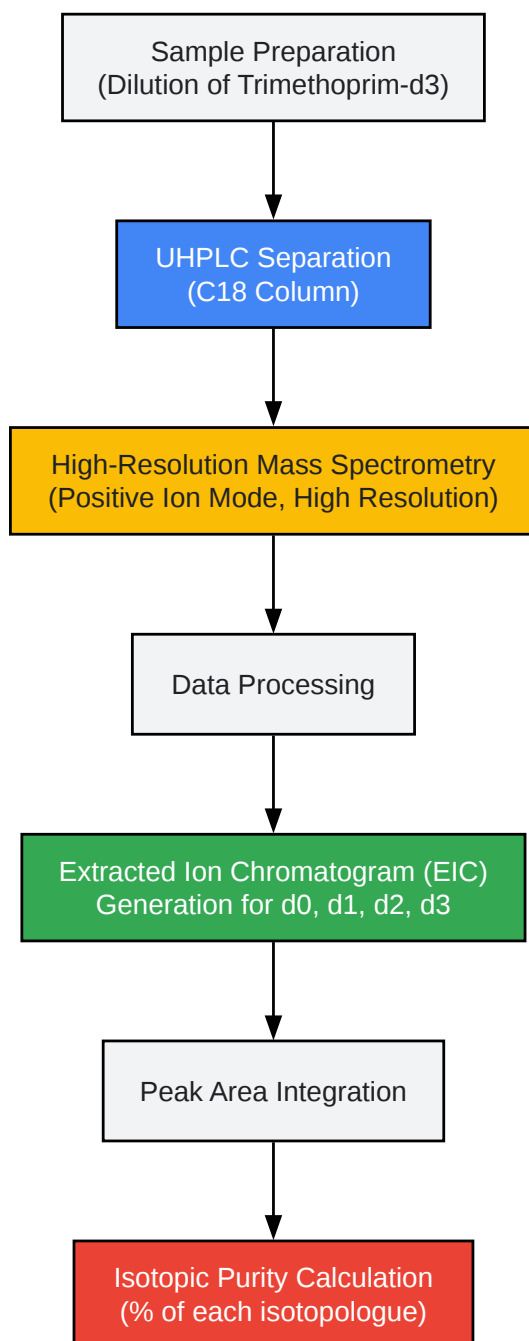 Sample Preparation
(Dilution of Trimethoprim-d3)
UHPLC Separation
(C18 Column)
High-Resolution Mass Spectrometry
(Positive Ion Mode, High Resolution)
Data Processing
Extracted Ion Chromatogram (EIC)
Generation for d0, d1, d2, d3
Peak Area Integration
Isotopic Purity Calculation
(% of each isotopologue)